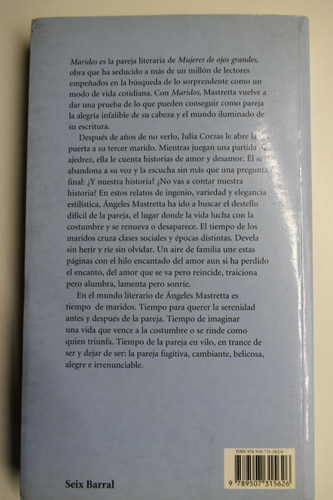 Maridos es la pareja literaria de Mujeres de ojos grandes,
obra que ha seducido a más de un millón de lectores
empeñados en la búsqueda de lo sorprendente como un
modo de vida cotidiana. Con Maridos, Mastretta vuelve a
dar una prueba de lo que pueden conseguir como pareja
la alegría infalible de su cabeza y el mundo iluminado de
su escritura.
Después de años de no verlo, Julia Corzas le abre la
puerta a su tercer marido. Mientras juegan una partida
ajedrez, ella le cuenta historias de amor y desamor. Él se
abandona a su voz y la escucha sin más que una pregunta
final: ¿Y nuestra historia? ¿No vas a contar nuestra
historia? En estos relatos de ingenio, variedad y elegancia
estilística, Ángeles Mastretta ha ido a buscar el destello
difícil de la pareja, el lugar donde la vida lucha con la
costumbre y se renueva o desaparece. El tiempo de los
maridos cruza clases sociales y épocas distintas. Devela
sin herir y ríe sin olvidar. Un aire de familia une estas
páginas con el hilo encantado del amor aun si ha perdido
el encanto, del amor que se va pero reincide, traiciona
pero alumbra, lamenta pero sonríe.
En el mundo literario de Ángeles Mastretta es
tiempo de maridos. Tiempo para querer la serenidad
antes y después de la pareja. Tiempo de imaginar
una vida que vence a la costumbre o se rinde como
quien triunfa. Tiempo de la pareja en vilo, en trance de
ser y dejar de ser: la pareja fugitiva, cambiante, belicosa,
alegre e irrenunciable.
Seix Barral
ISBN 978-950-731-562-6
9 789507 315626